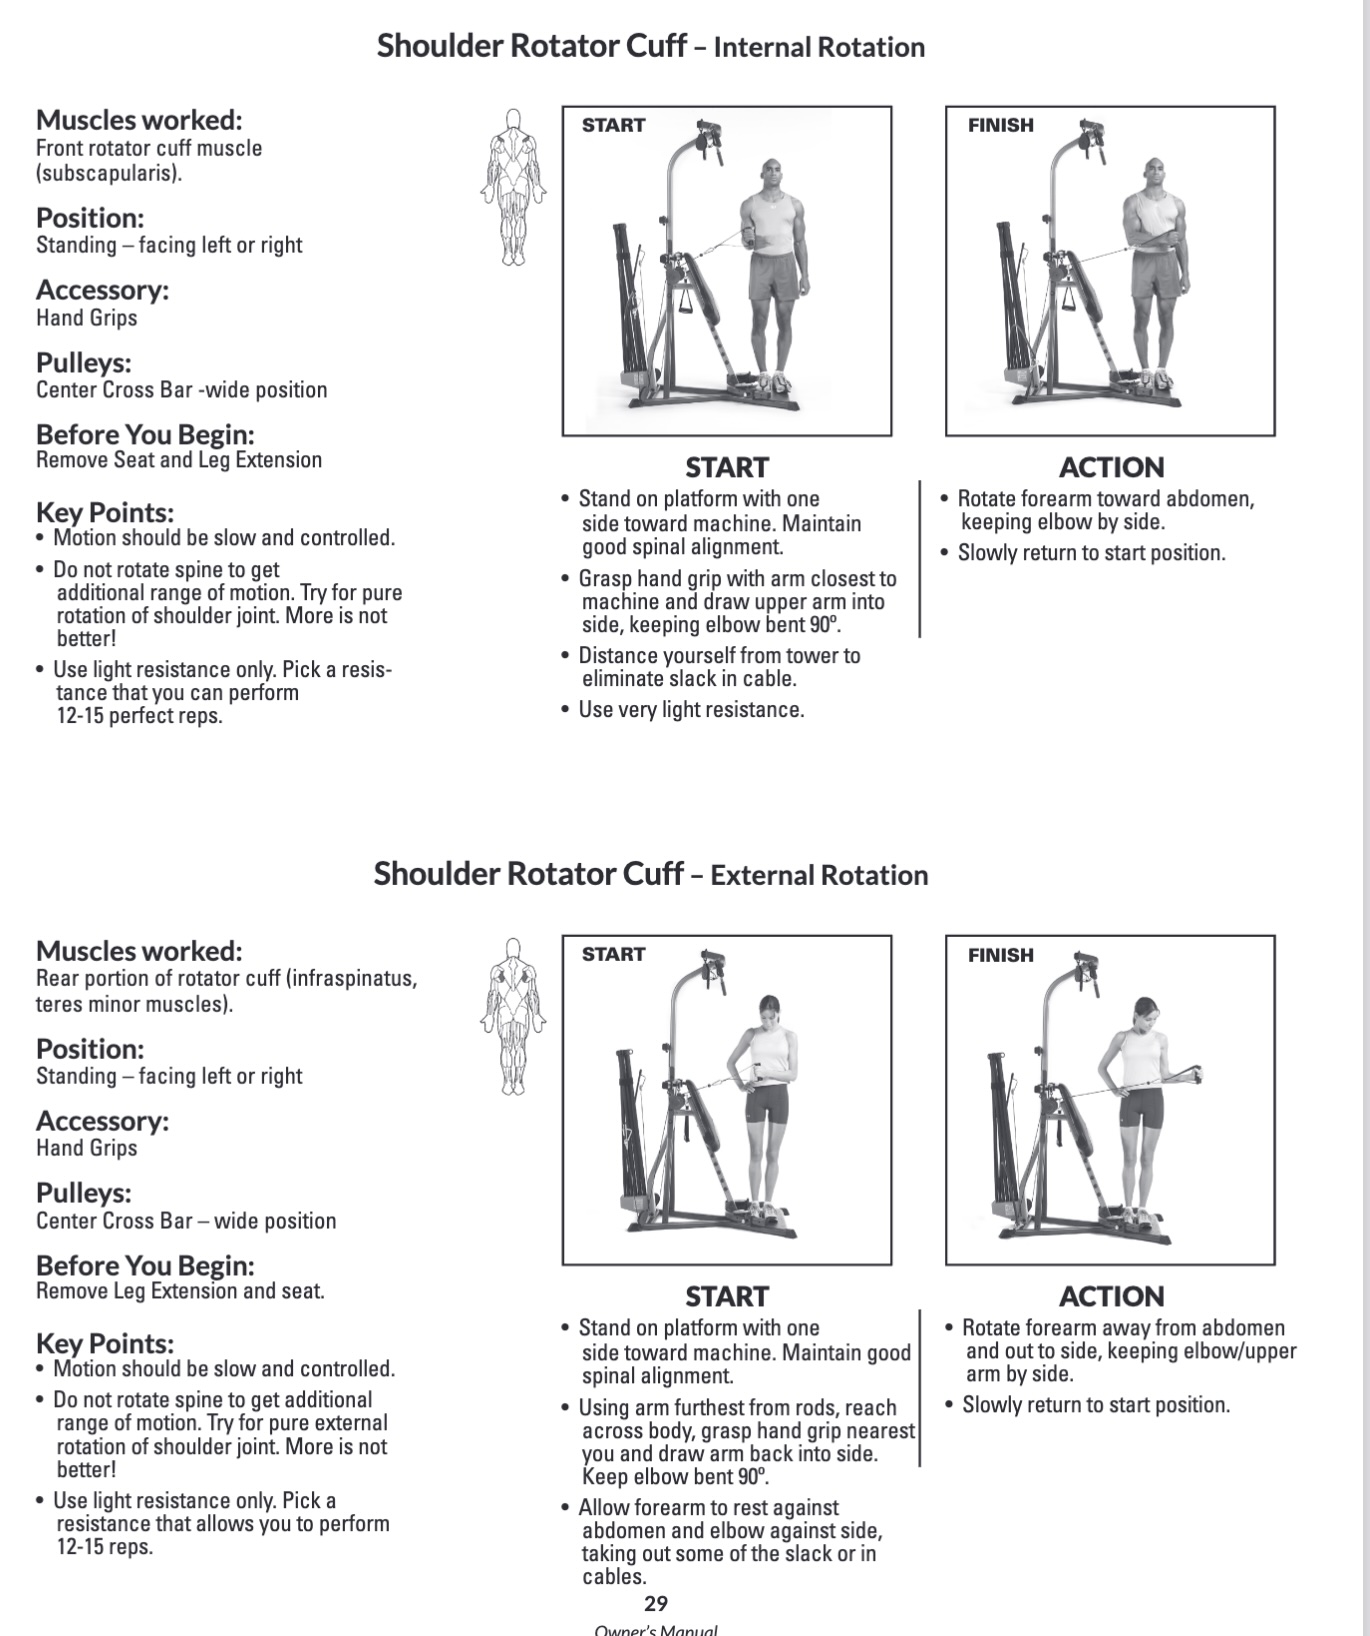 Shoulder Rotator Cuff – Internal Rotation
Muscles worked:
Front rotator cuff muscle
(subscapularis).
Position:
Standing – facing left or right
Accessory:
Hand Grips
Pulleys:
Center Cross Bar -wide position
Before You Begin:
Remove Seat and Leg Extension
Key Points:
• Motion should be slow and controlled.
• Do not rotate spine to get
additional range of motion. Try for pure
rotation of shoulder joint. More is not
better!
• Use light resistance only. Pick a resis-
tance that you can perform
12-15 perfect reps.
START
FINISH
START
• Stand on platform with one
side toward machine. Maintain
good spinal alignment.
• Grasp hand grip with arm closest to
machine and draw upper arm into
side, keeping elbow bent 90º.
• Distance yourself from tower to
eliminate slack in cable.
• Use very light resistance.
ACTION
• Rotate forearm toward abdomen,
keeping elbow by side.
• Slowly return to start position.
Shoulder Rotator Cuff – External Rotation
Muscles worked:
Rear portion of rotator cuff (infraspinatus,
teres minor muscles).
Position:
Standing – facing left or right
Accessory:
Hand Grips
Pulleys:
Center Cross Bar – wide position
Before You Begin:
Remove Leg Extension and seat.
Key Points:
• Motion should be slow and controlled.
• Do not rotate spine to get additional
range of motion. Try for pure external
rotation of shoulder joint. More is not
better!
• Use light resistance only. Pick a
resistance that allows you to perform
12-15 reps.
START
FINISH
START
• Stand on platform with one
side toward machine. Maintain good
spinal alignment.
• Using arm furthest from rods, reach
across body, grasp hand grip nearest
you and draw arm back into side.
Keep elbow bent 90º.
• Allow forearm to rest against
abdomen and elbow against side,
taking out some of the slack or in
cables.
ACTION
• Rotate forearm away from abdomen
and out to side, keeping elbow/upper
arm by side.
• Slowly return to start position.
29
Owner's Manual